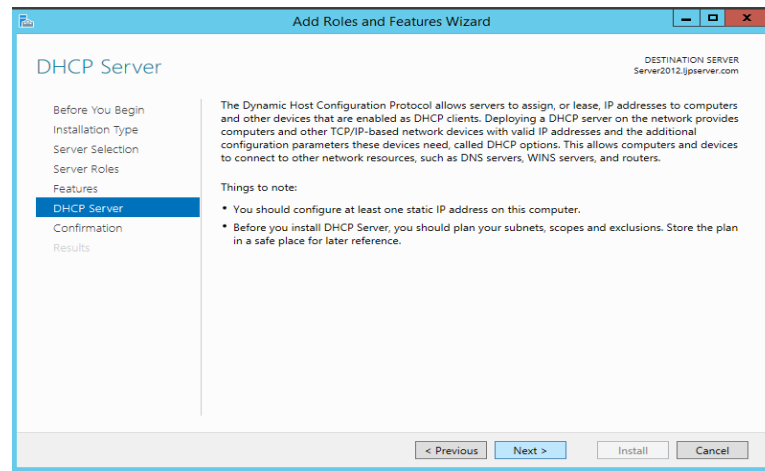 Add Roles and Features Wizard
DHCP Server
DESTINATION SERVER
Server2012.ljpserver.com
Before You Begin
Installation Type
Server Selection
Server Roles
Features
DHCP Server
Confirmation
Results
The Dynamic Host Configuration Protocol allows servers to assign, or lease, IP addresses to computers
and other devices that are enabled as DHCP clients. Deploying a DHCP server on the network provides
computers and other TCP/IP-based network devices with valid IP addresses and the additional
configuration parameters these devices need, called DHCP options. This allows computers and devices
to connect to other network resources, such as DNS servers, WINS servers, and routers.
Things to note:
• You should configure at least one static IP address on this computer.
• Before you install DHCP Server, you should plan your subnets, scopes and exclusions. Store the plan
in a safe place for later reference.
< Previous
Next >
Install
Cancel